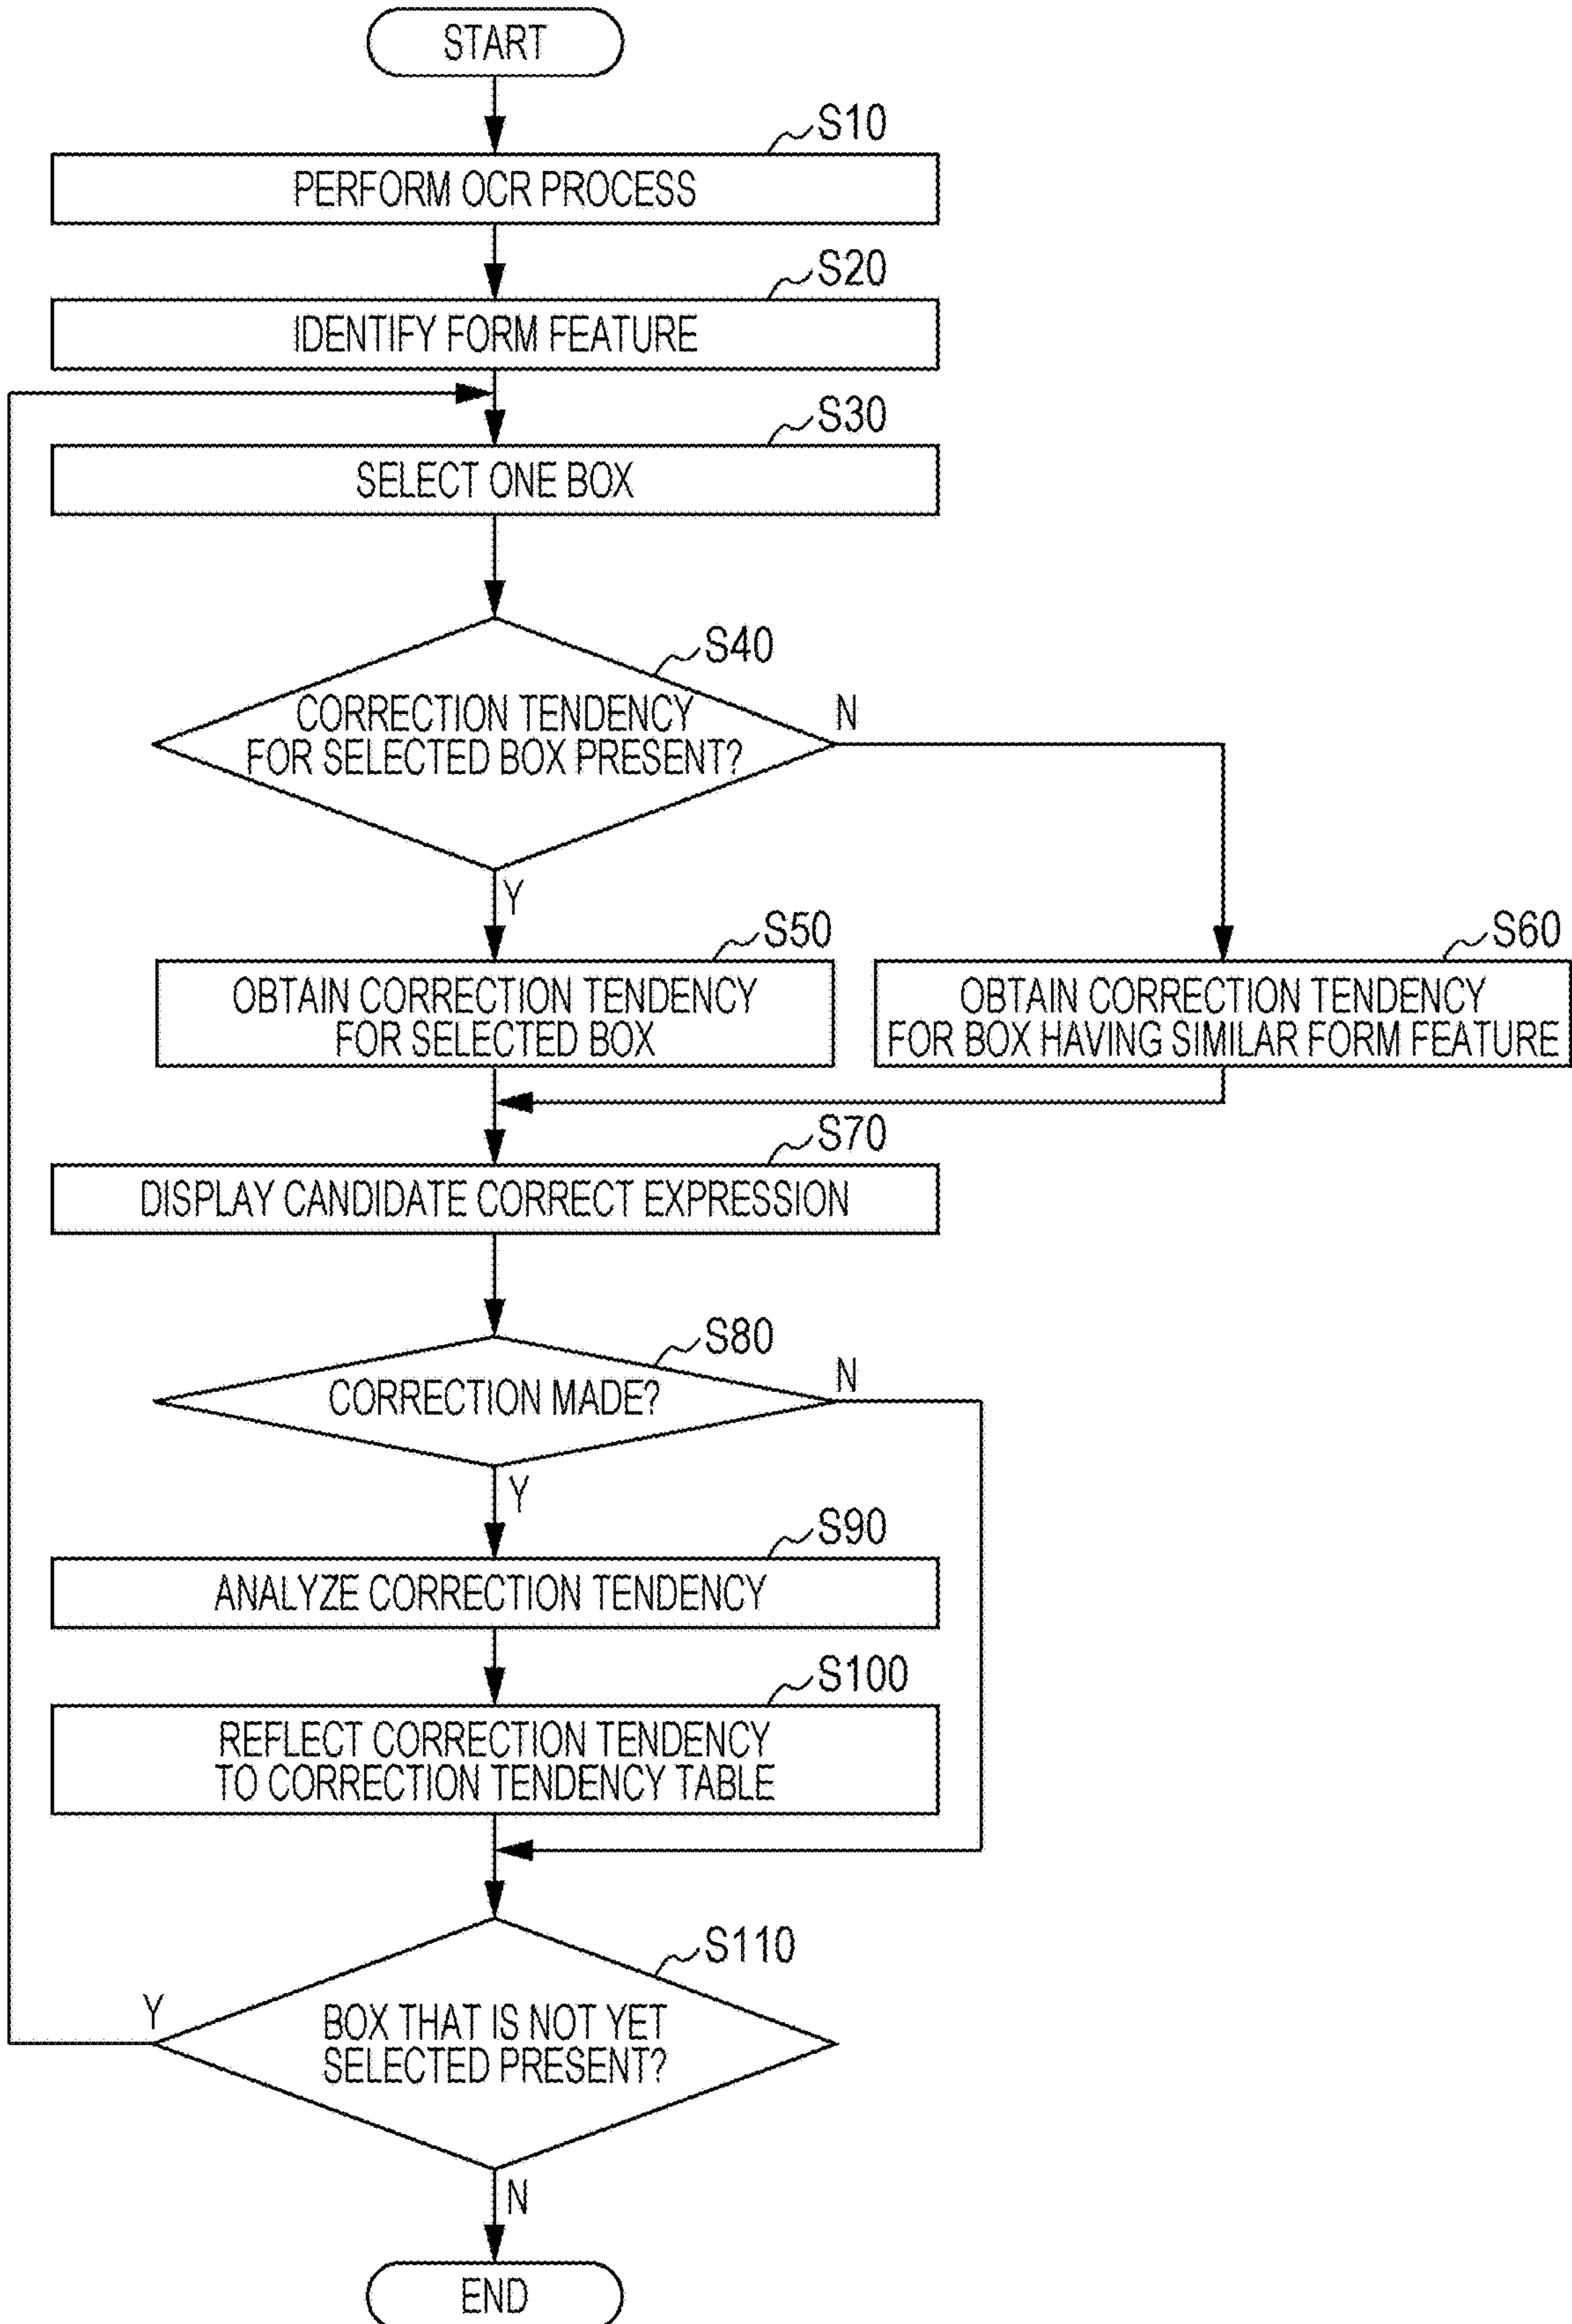 START
S10
PERFORM OCR PROCESS
S20
IDENTIFY FORM FEATURE
S30
SELECT ONE BOX
S40
CORRECTION TENDENCY
FOR SELECTED BOX PRESENT?
N
Y
S50
OBTAIN CORRECTION TENDENCY
FOR SELECTED BOX
S60
OBTAIN CORRECTION TENDENCY
FOR BOX HAVING SIMILAR FORM FEATURE
S70
DISPLAY CANDIDATE CORRECT EXPRESSION
S80
CORRECTION MADE?
N
Y
S90
ANALYZE CORRECTION TENDENCY
S100
REFLECT CORRECTION TENDENCY
TO CORRECTION TENDENCY TABLE
S110
Y
BOX THAT IS NOT YET
SELECTED PRESENT?
N
END